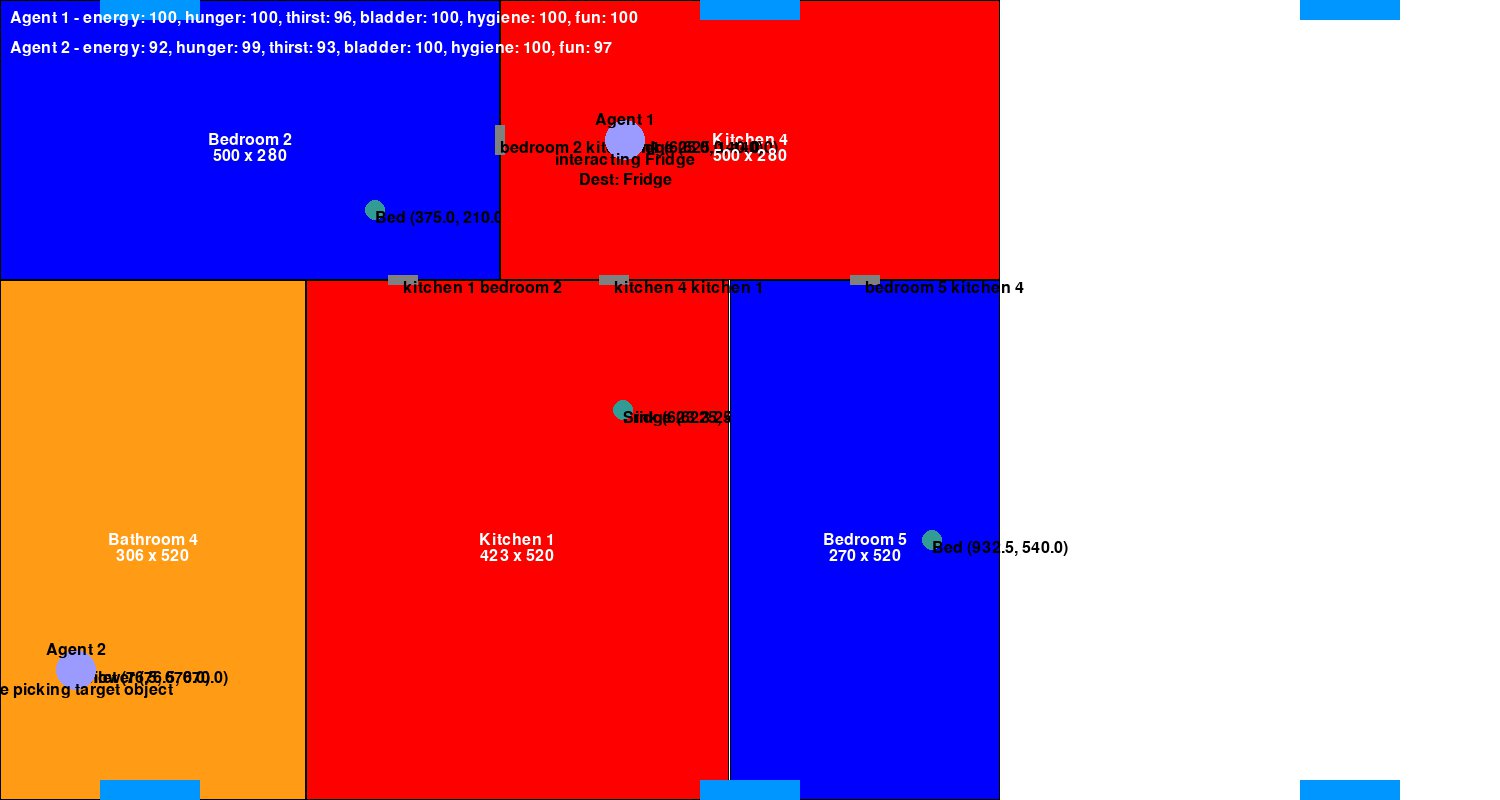 Agent 1 - energy: 100, hunger: 100, thirst: 96, bladder: 100, hygiene: 100, fun: 100
Agent 2 - energy: 92, hunger: 99, thirst: 93, bladder: 100, hygiene: 100, fun: 97
Agent 1
Bedroom 2
500 x 280
Kitchen 4
500 x 280
bedroom 2
interacting Fridge
Dest: Fridge
Bed (375.0, 210.0
kitchen 1 bedroom 2
kitchen 4 kitchen 1
bedroom 5 kitchen 4
Bathroom 4
306 x 520
Kitchen 1
423 x 520
Bedroom 5
270 x 520
Bed (932.5, 540.0)
Agent 2
e picking target object